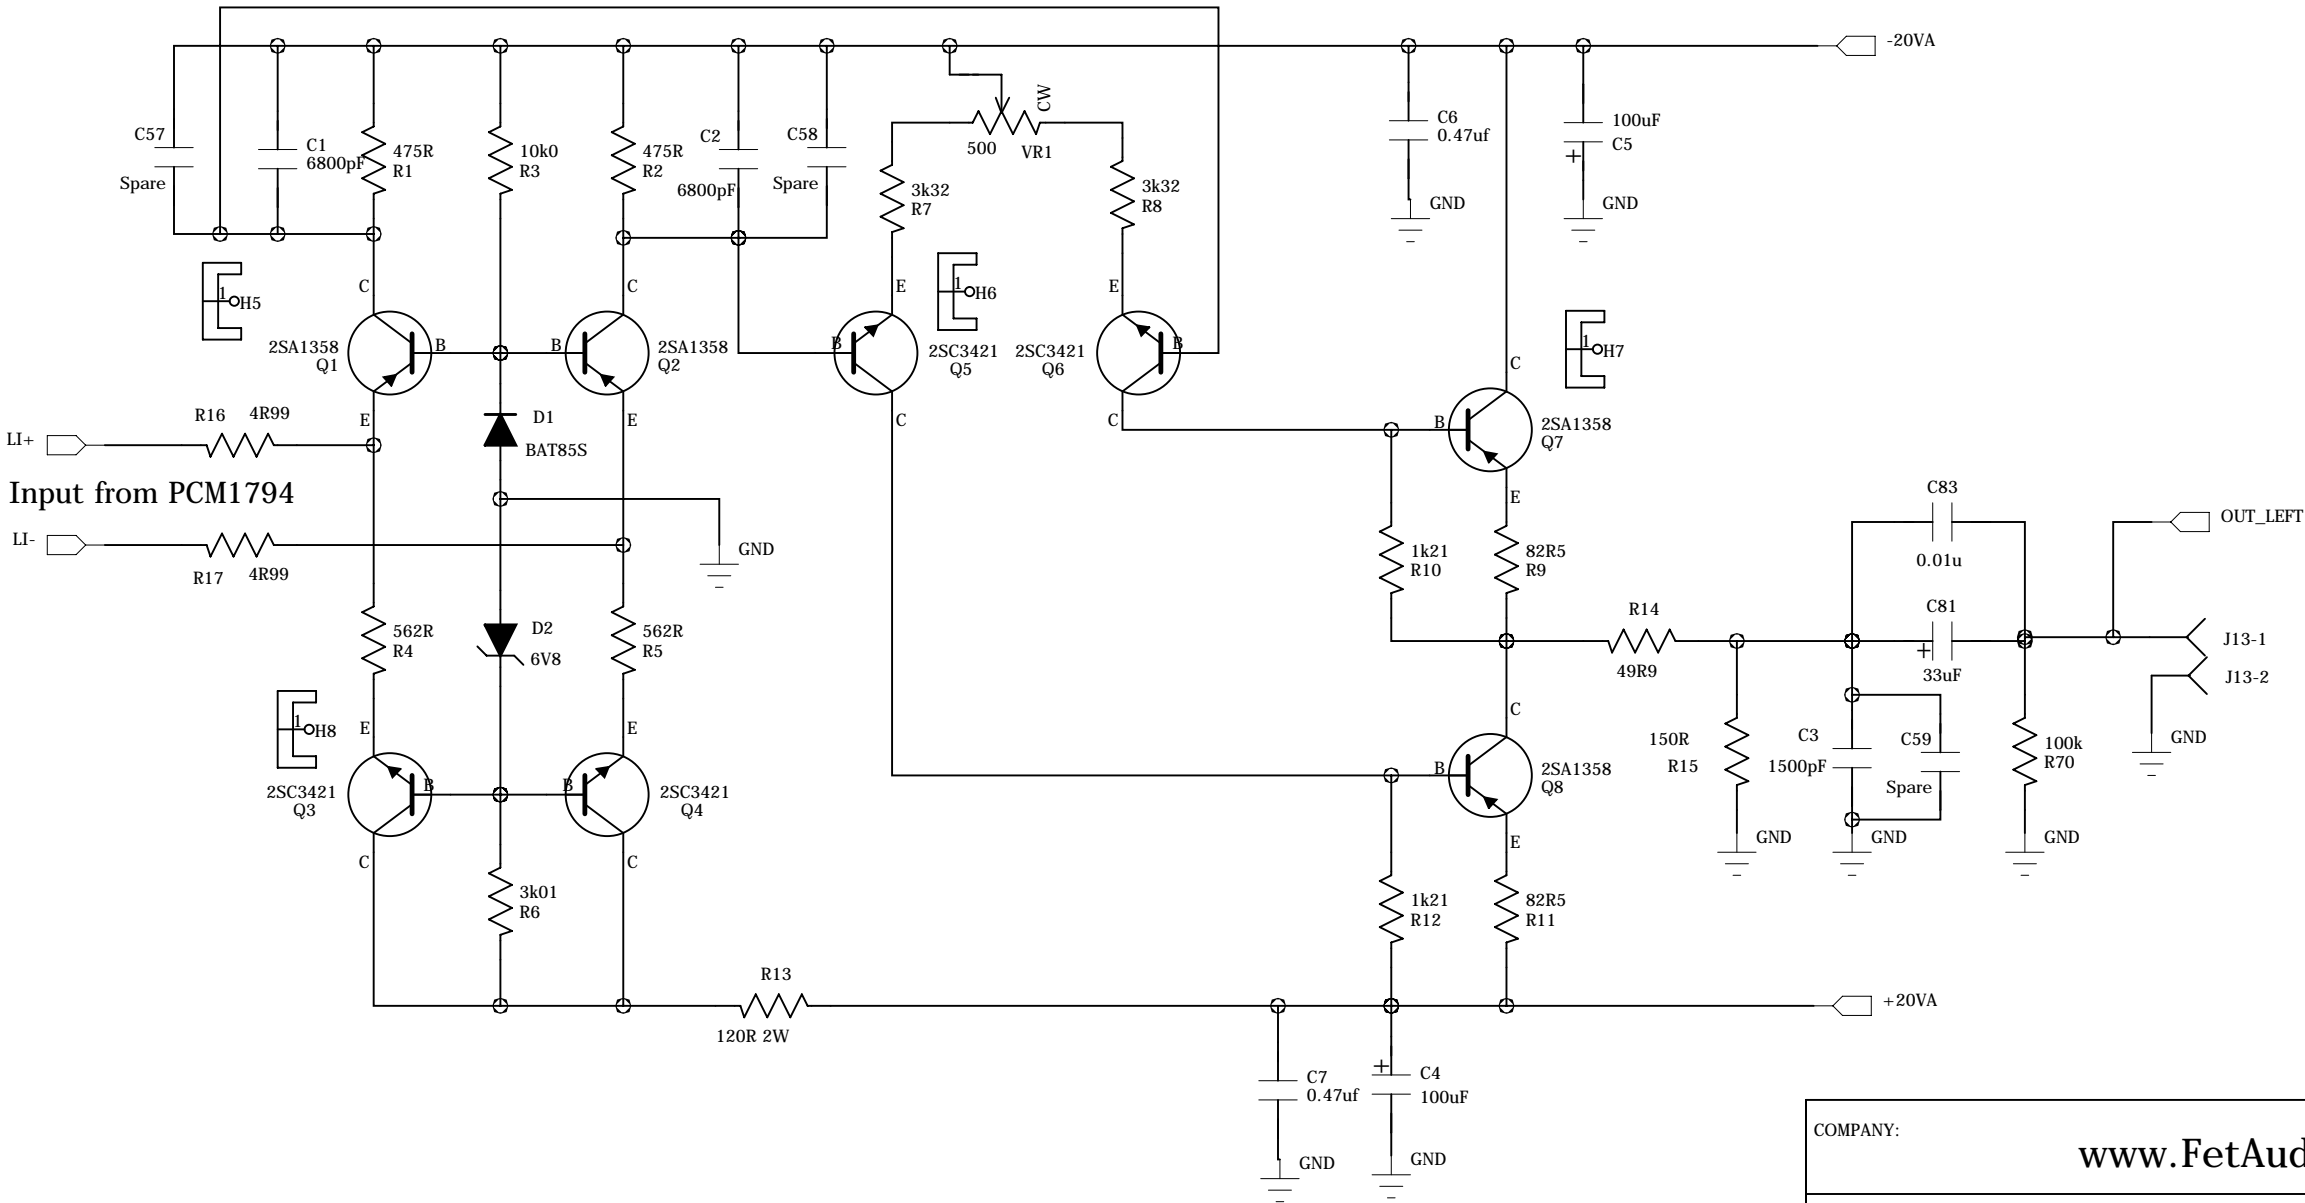 -20VA
C57
Spare
C1
6800pF
475R
R1
10k0
R3
475R
R2
C2
6800pF
C58
Spare
500
VR1
CW
3k32
R7
3k32
R8
C6
0.47uf
GND
100uF
C5
GND
1
H5
C
C
E
1
H6
E
2SA1358
Q1
B
B
2SA1358
Q2
B
2SC3421
Q5
2SC3421
Q6
B
1
H7
C
E
E
C
C
LI+
R16
4R99
D1
BAT85S
B
2SA1358
Q7
E
Input from PCM1794
LI-
R17
4R99
GND
C83
0.01u
OUT_LEFT
1k21
R10
82R5
R9
562R
R4
D2
6V8
562R
R5
R14
49R9
C81
+
33uF
J13-1
J13-2
1
H8
E
E
C
150R
R15
C3
1500pF
C59
Spare
100k
R70
GND
2SC3421
Q3
B
B
2SC3421
Q4
B
2SA1358
Q8
GND
GND
GND
C
C
E
3k01
R6
1k21
R12
82R5
R11
R13
120R 2W
+20VA
C7
0.47uf
GND
+
C4
100uF
GND
COMPANY:
www.FetAud
+